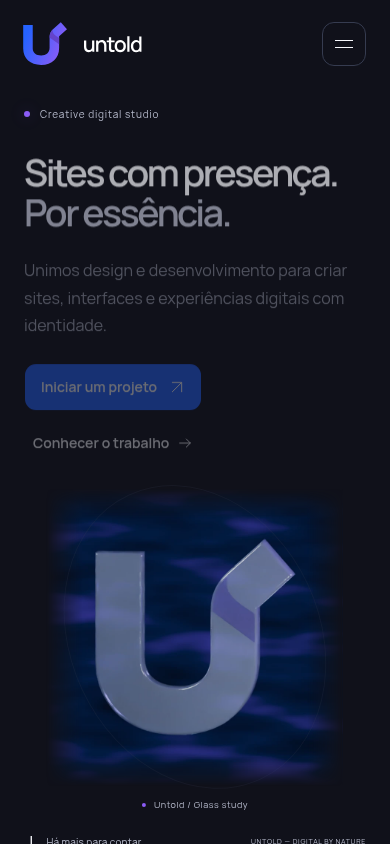 untold
Creative digital studio
Sites com presença.
Por essência.
Unimos design e desenvolvimento para criar
sites, interfaces e experiências digitais com
identidade.
Iniciar um projeto
Conhecer o trabalho
Untold / Glass study
Há mais para contar
UNTOLD — DIGITAL BY NATURE